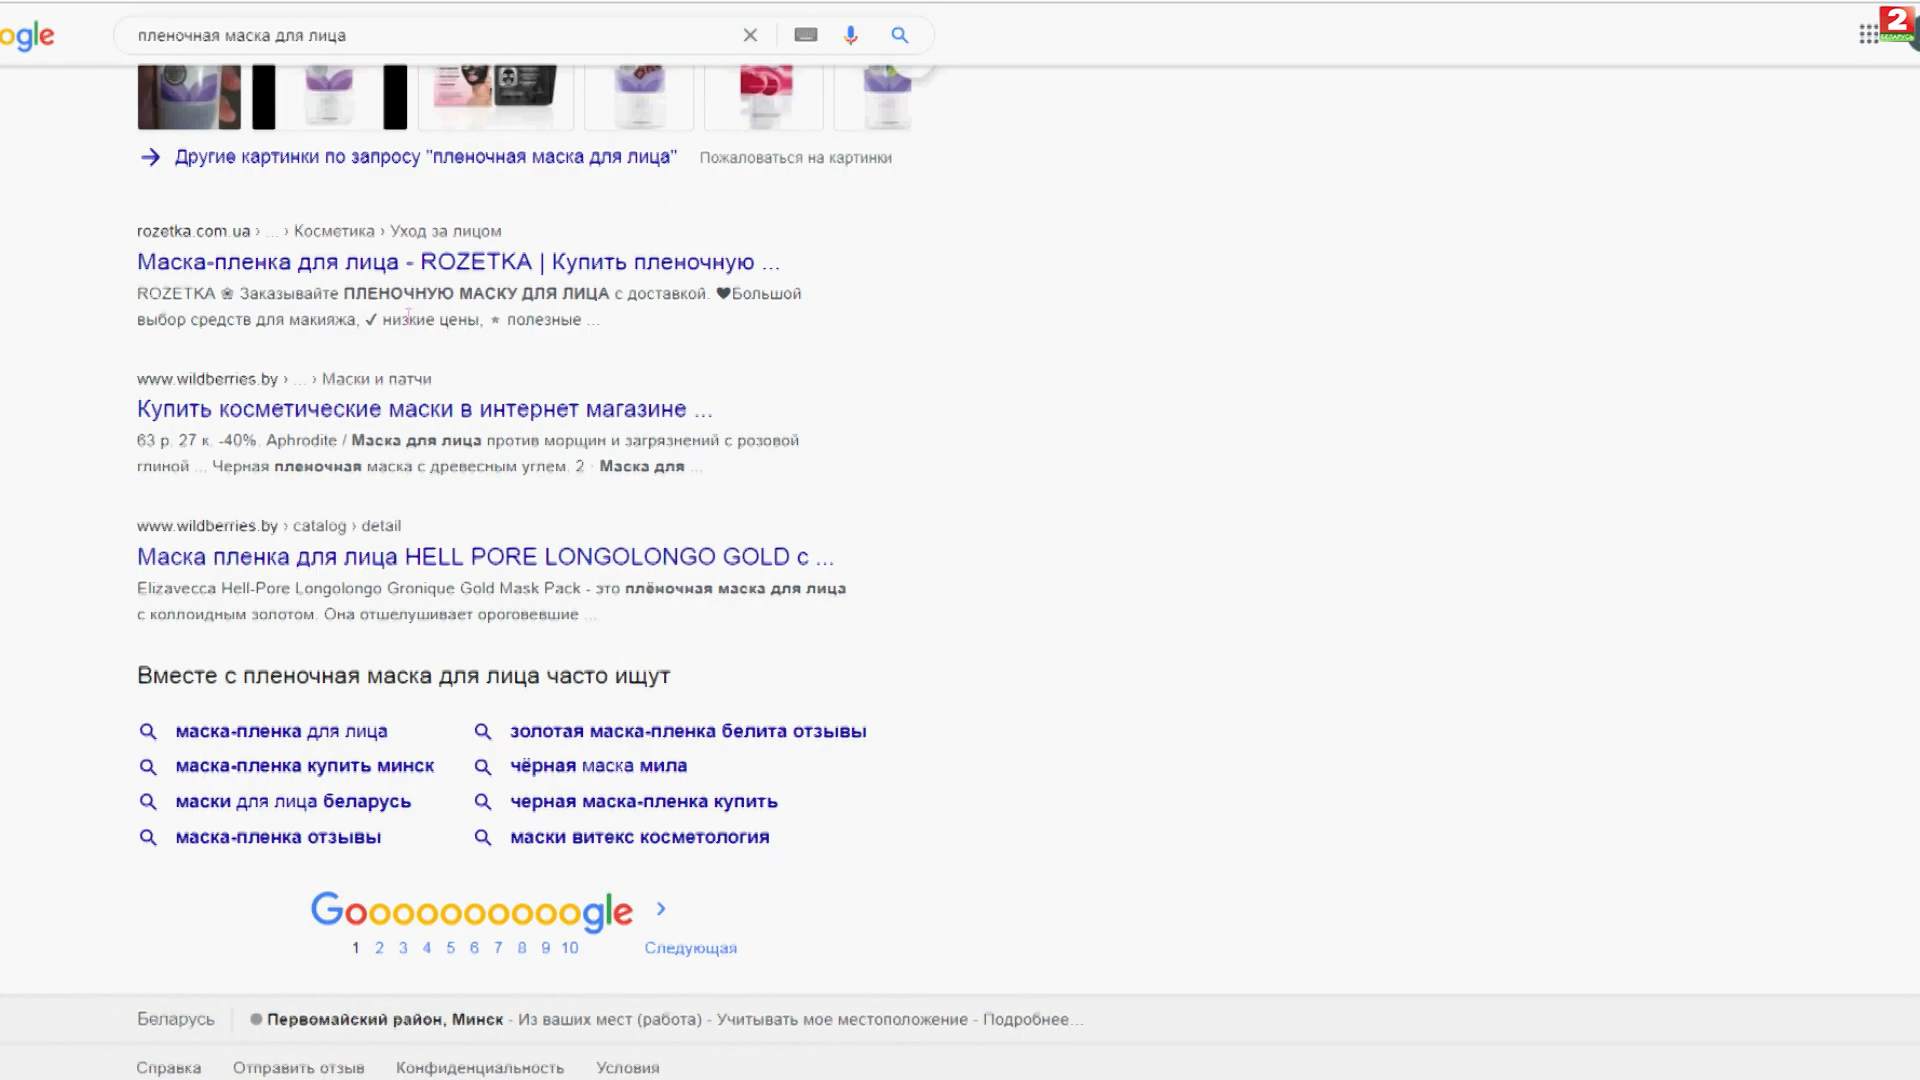 ogle
пленочная маска для лица
2
БЕЛАРУСЬ
Другие картинки по запросу "пленочная маска для лица" Пожаловаться на картинки
rozetka.com.ua › ... › Косметика › Уход за лицом
Маска-пленка для лица - ROZETKA | Купить пленочную ...
ROZETKA ❀ Заказывайте ПЛЕНОЧНУЮ МАСКУ ДЛЯ ЛИЦА с доставкой. ♥Большой
выбор средств для макияжа, ✓ низкие цены, ★ полезные ...
www.wildberries.by › ... › Маски и патчи
Купить косметические маски в интернет магазине ...
63 р. 27 к. -40%. Aphrodite / Маска для лица против морщин и загрязнений с розовой
глиной ... Черная пленочная маска с древесным углем. 2 · Маска для ...
www.wildberries.by › catalog › detail
Маска пленка для лица HELL PORE LONGOLONGO GOLD с ...
Elizavecca Hell-Pore Longolongo Gronique Gold Mask Pack - это плёночная маска для лица
с коллоидным золотом. Она отшелушивает ороговевшие ...
Вместе с пленочная маска для лица часто ищут
маска-пленка для лица
маска-пленка купить минск
маски для лица беларусь
маска-пленка отзывы
золотая маска-пленка белита отзывы
чёрная маска мила
черная маска-пленка купить
маски витекс косметология
Goooooooooogle ›
1 2 3 4 5 6 7 8 9 10 Следующая
Беларусь
Первомайский район, Минск - Из ваших мест (работа) - Учитывать мое местоположение - Подробнее...
Справка Отправить отзыв Конфиденциальность Условия